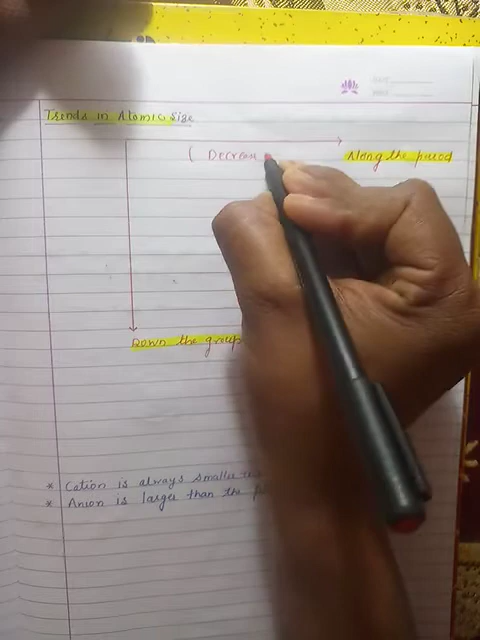 Trends in Atomic Size
( Decrease
Along the period
Down the group
* Cation is always smaller
* Anion is larger than the